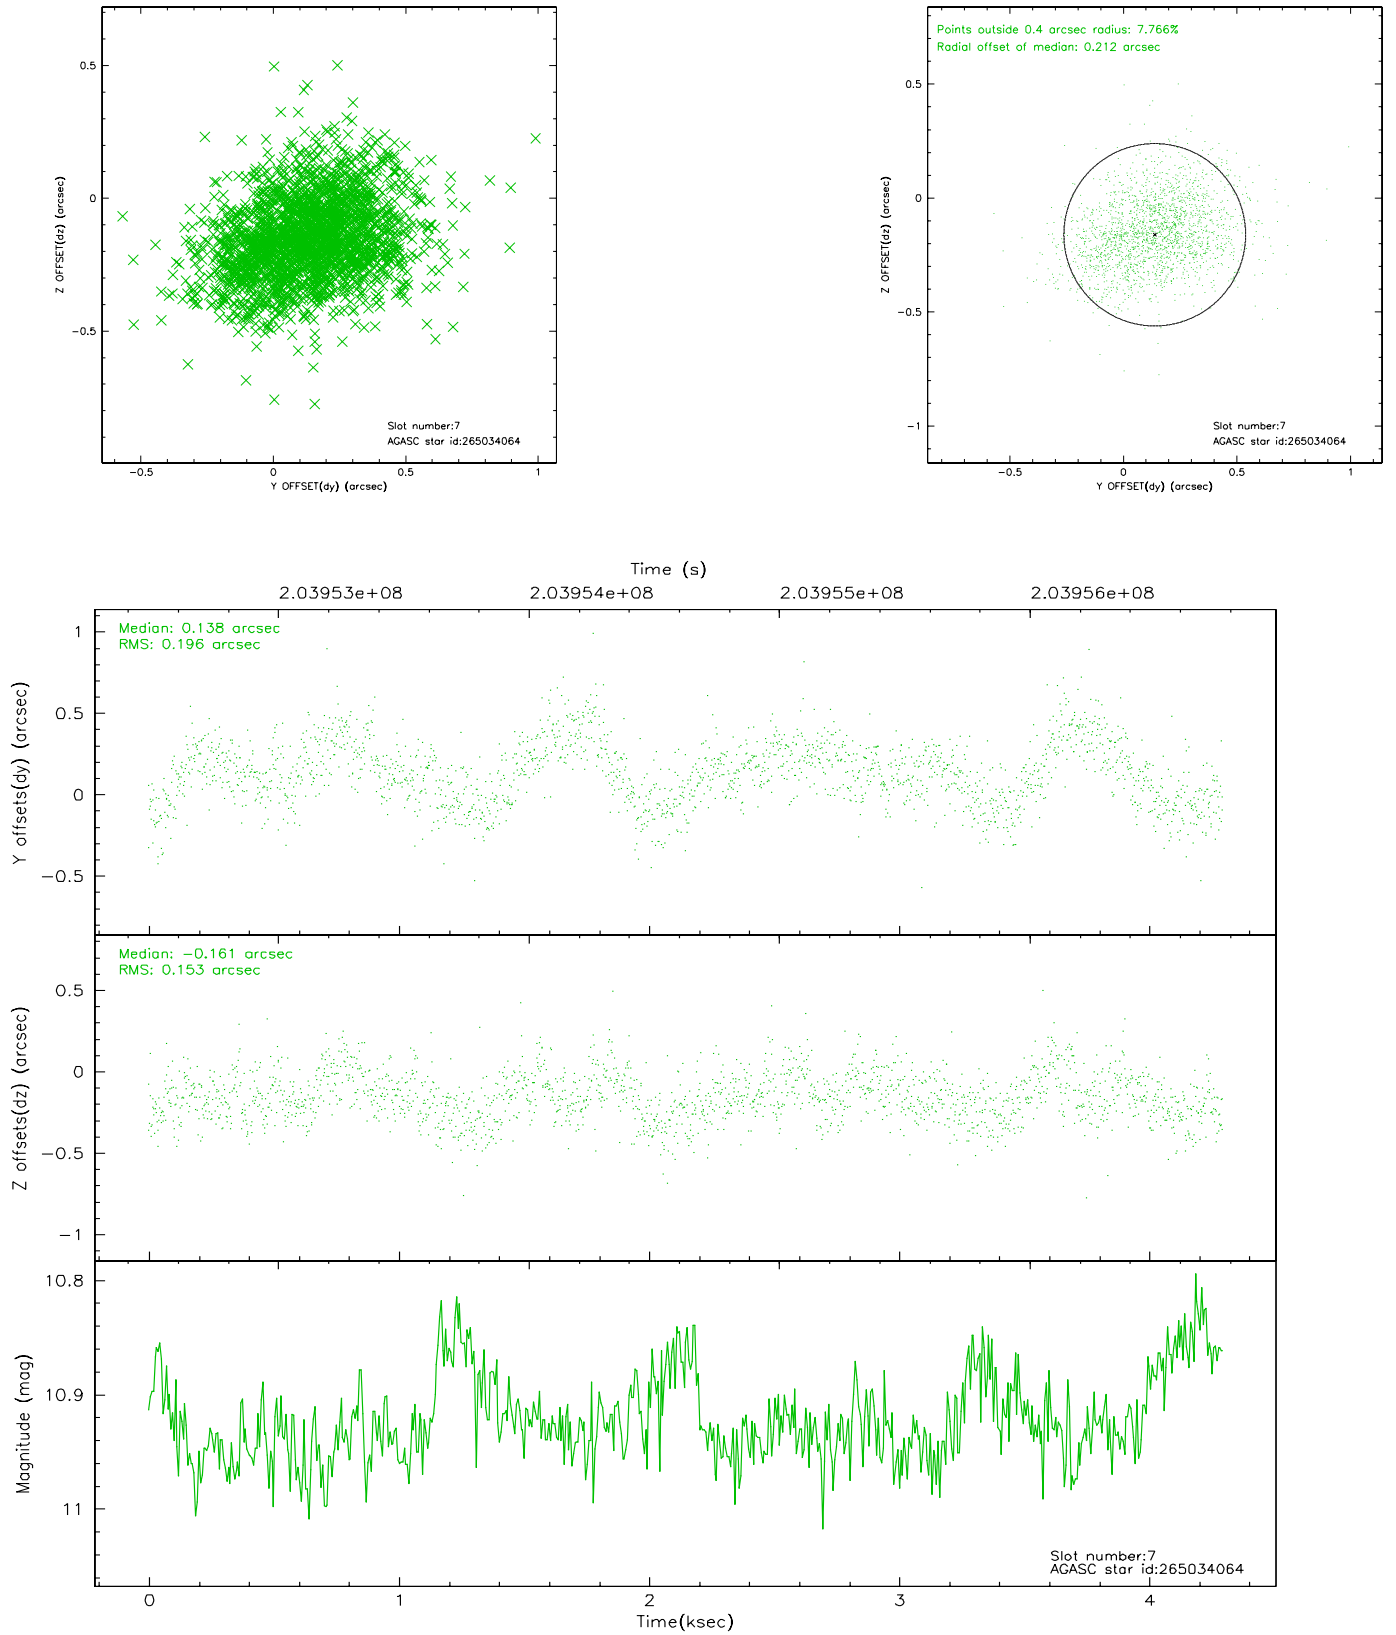 0.5
0
−0.5
Z OFFSET(dz) (arcsec)
Slot number:7
AGASC star id:265034064
−0.5 0 0.5 1
Y OFFSET(dy) (arcsec)
Points outside 0.4 arcsec radius: 7.766%
Radial offset of median: 0.212 arcsec
0.5
0
−0.5
−1
Z OFFSET(dz) (arcsec)
Slot number:7
AGASC star id:265034064
−0.5 0 0.5 1
Y OFFSET(dy) (arcsec)
Time (s)
2.03953e+08 2.03954e+08 2.03955e+08 2.03956e+08
Median: 0.138 arcsec
RMS: 0.196 arcsec
1
0.5
0
−0.5
Y offsets(dy) (arcsec)
Median: −0.161 arcsec
RMS: 0.153 arcsec
0.5
0
−0.5
−1
Z offsets(dz) (arcsec)
10.8
10.9
11
Magnitude (mag)
Slot number:7
AGASC star id:265034064
0 1 2 3 4
Time(ksec)